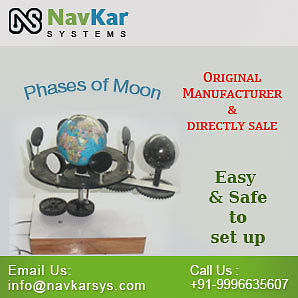 NavKar
SYSTEMS
Phases of Moon
ORIGINAL
MANUFACTURER
&
DIRECTLY SALE
Easy
& Safe
to
set up
Email Us:
info@navkarsys.com
Call Us :
+91-9996635607